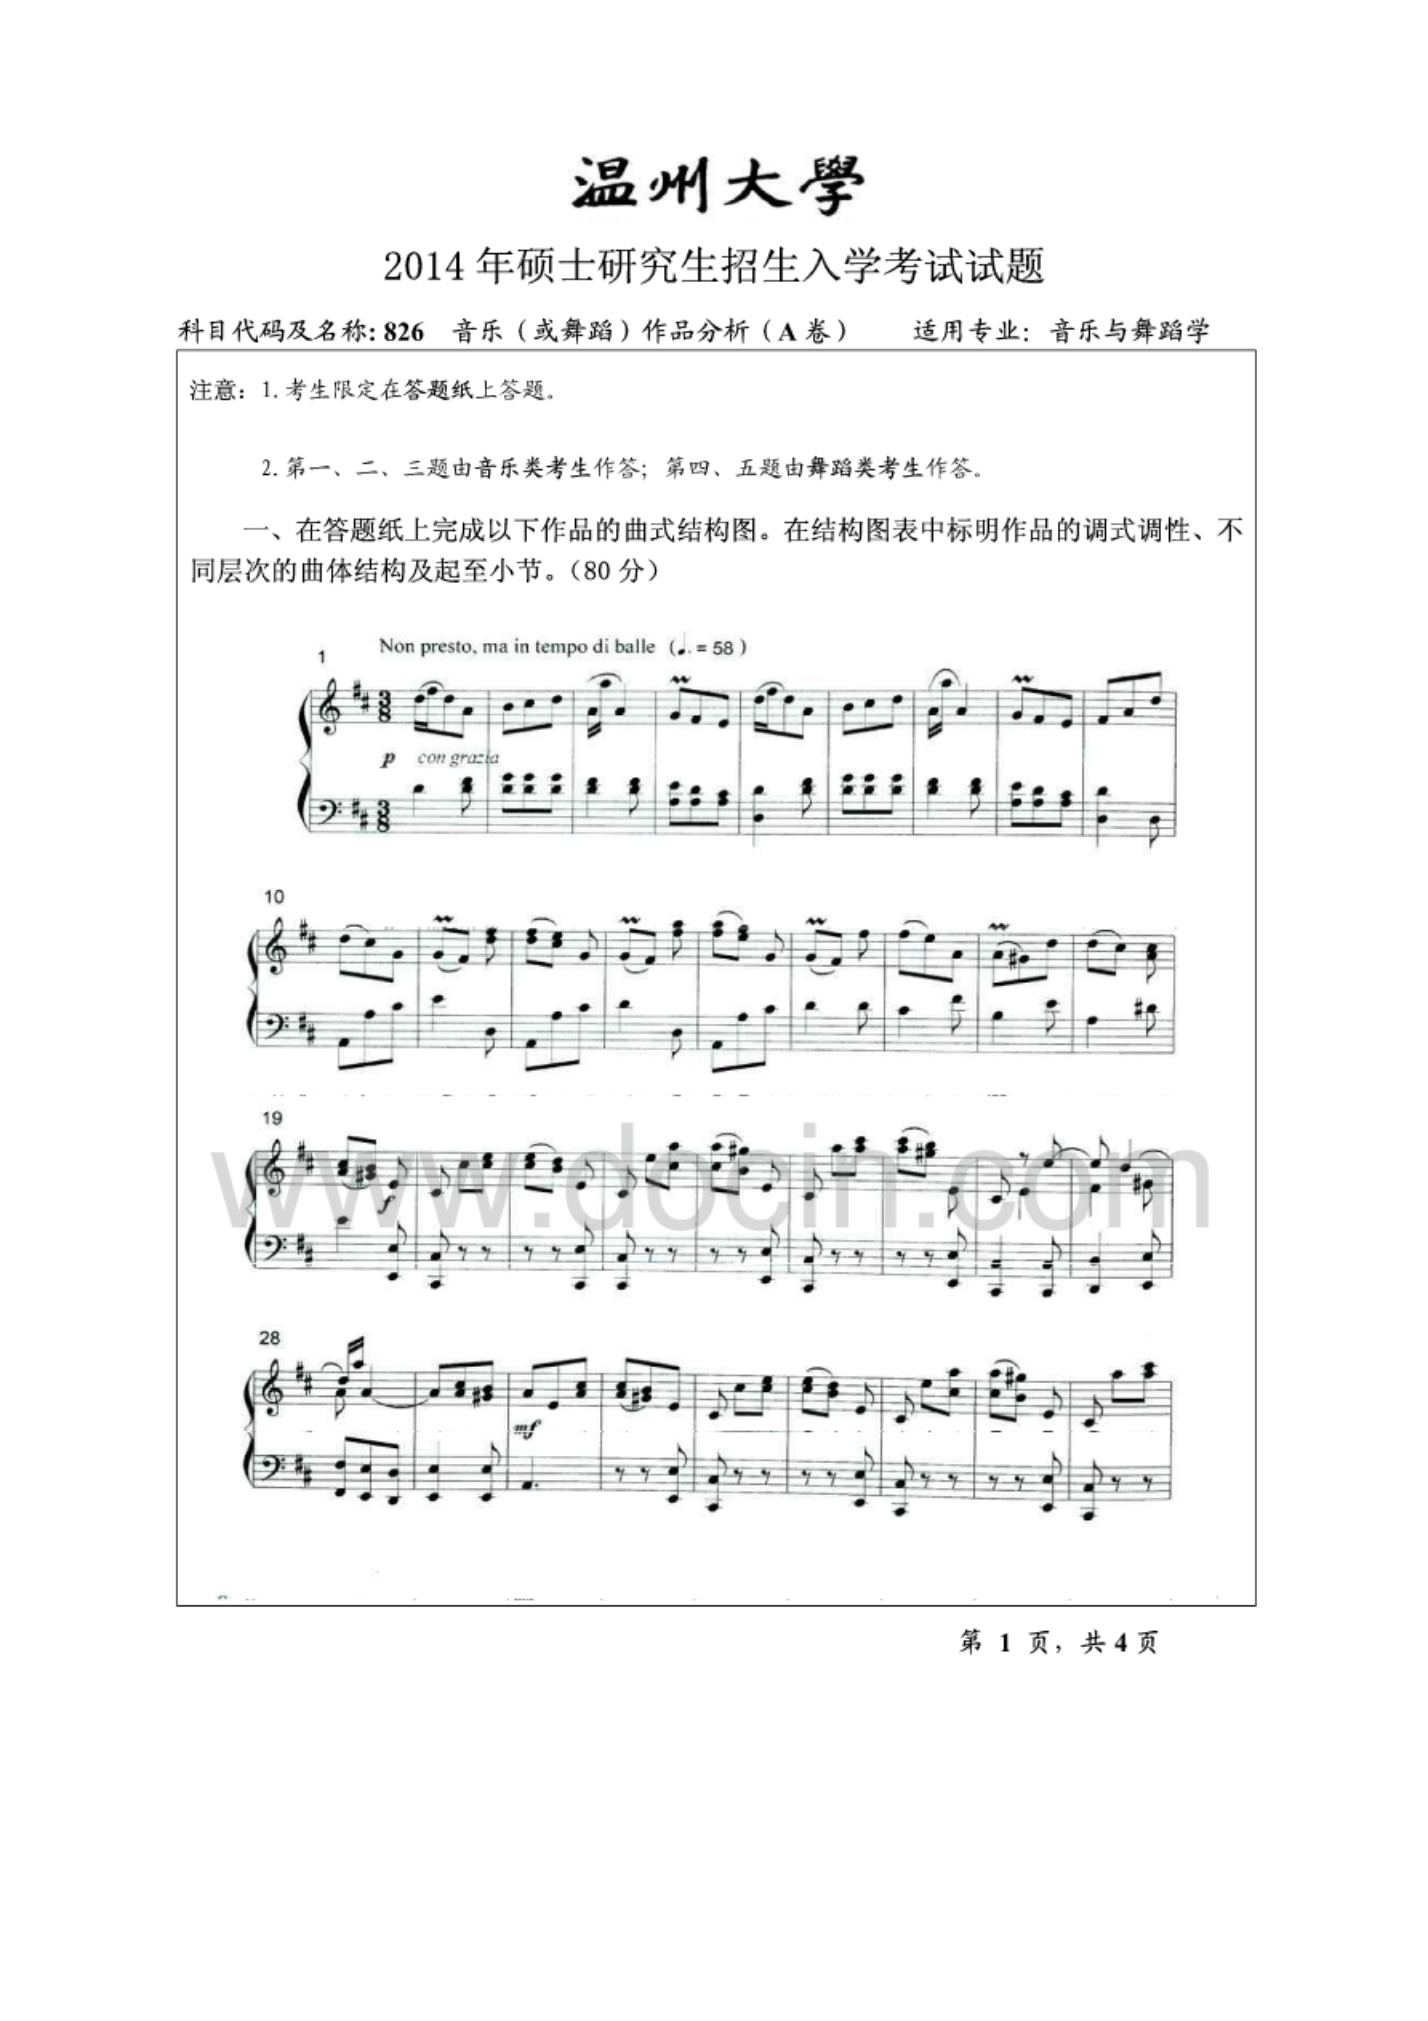 温州大學
2014 年硕士研究生招生入学考试试题
科目代码及名称: 826 音乐（或舞蹈）作品分析（A 卷） 适用专业: 音乐与舞蹈学
注意: 1. 考生限定在答题纸上答题。
2. 第一、二、三题由音乐类考生作答; 第四、五题由舞蹈类考生作答。
一、在答题纸上完成以下作品的曲式结构图。在结构图表中标明作品的调式调性、不
同层次的曲体结构及起至小节。（80 分）
Non presto, ma in tempo di balle (♩. = 58 )
1
3
8
p con grazia
3
8
10
19
www.docin.com
f
28
mf
第 1 页，共 4 页